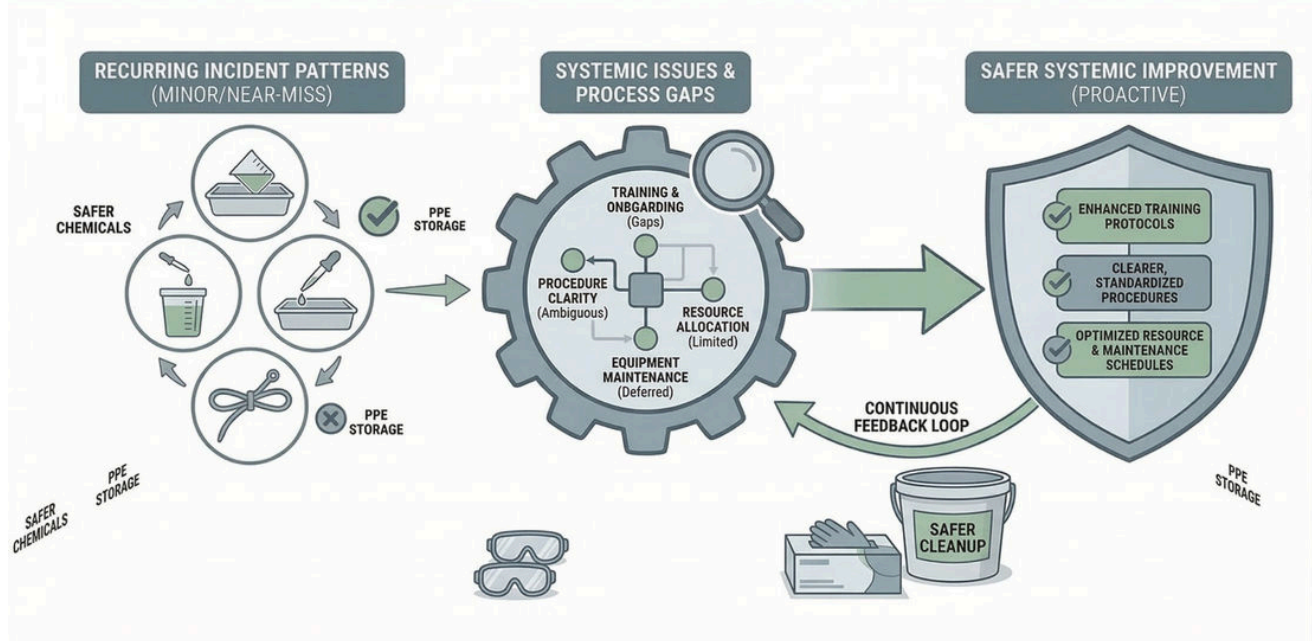 RECURRING INCIDENT PATTERNS
(MINOR/NEAR-MISS)
SYSTEMIC ISSUES &
PROCESS GAPS
SAFER SYSTEMIC IMPROVEMENT
(PROACTIVE)
SAFER
CHEMICALS
PPE
STORAGE
PPE
STORAGE
SAFER
CHEMICALS
PPE
STORAGE
TRAINING &
ONBGARDING
(Gaps)
PROCEDURE
CLARITY
(Ambiguous)
RESOURCE
ALLOCATION
(Limited)
EQUIPMENT
MAINTENANCE
(Deferred)
ENHANCED TRAINING
PROTOCOLS
CLEARER,
STANDARDIZED
PROCEDURES
OPTIMIZED RESOURCE
& MAINTENANCE
SCHEDULES
CONTINUOUS
FEEDBACK LOOP
SAFER
CLEANUP
PPE
STORAGE